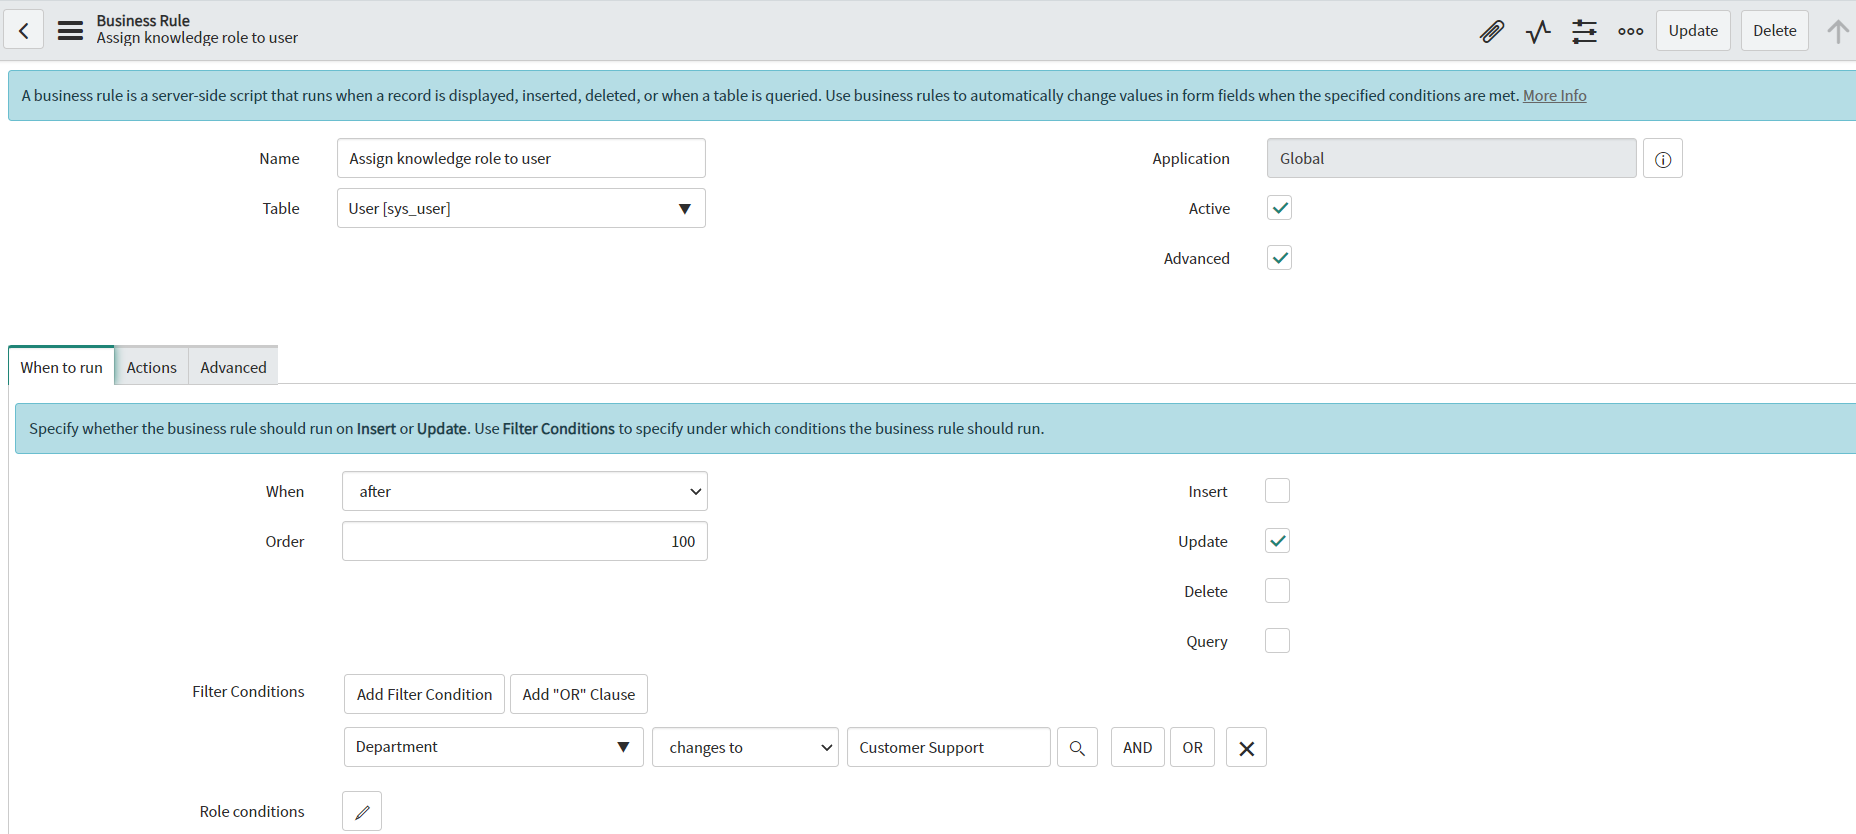 Business Rule
Assign knowledge role to user
Update
Delete
A business rule is a server-side script that runs when a record is displayed, inserted, deleted, or when a table is queried. Use business rules to automatically change values in form fields when the specified conditions are met. More Info
Name Assign knowledge role to user
Application Global
Table User [sys_user]
Active
Advanced
When to run Actions Advanced
Specify whether the business rule should run on Insert or Update. Use Filter Conditions to specify under which conditions the business rule should run.
When after
Insert
Order 100
Update
Delete
Query
Filter Conditions Add Filter Condition Add "OR" Clause
Department changes to Customer Support AND OR
Role conditions